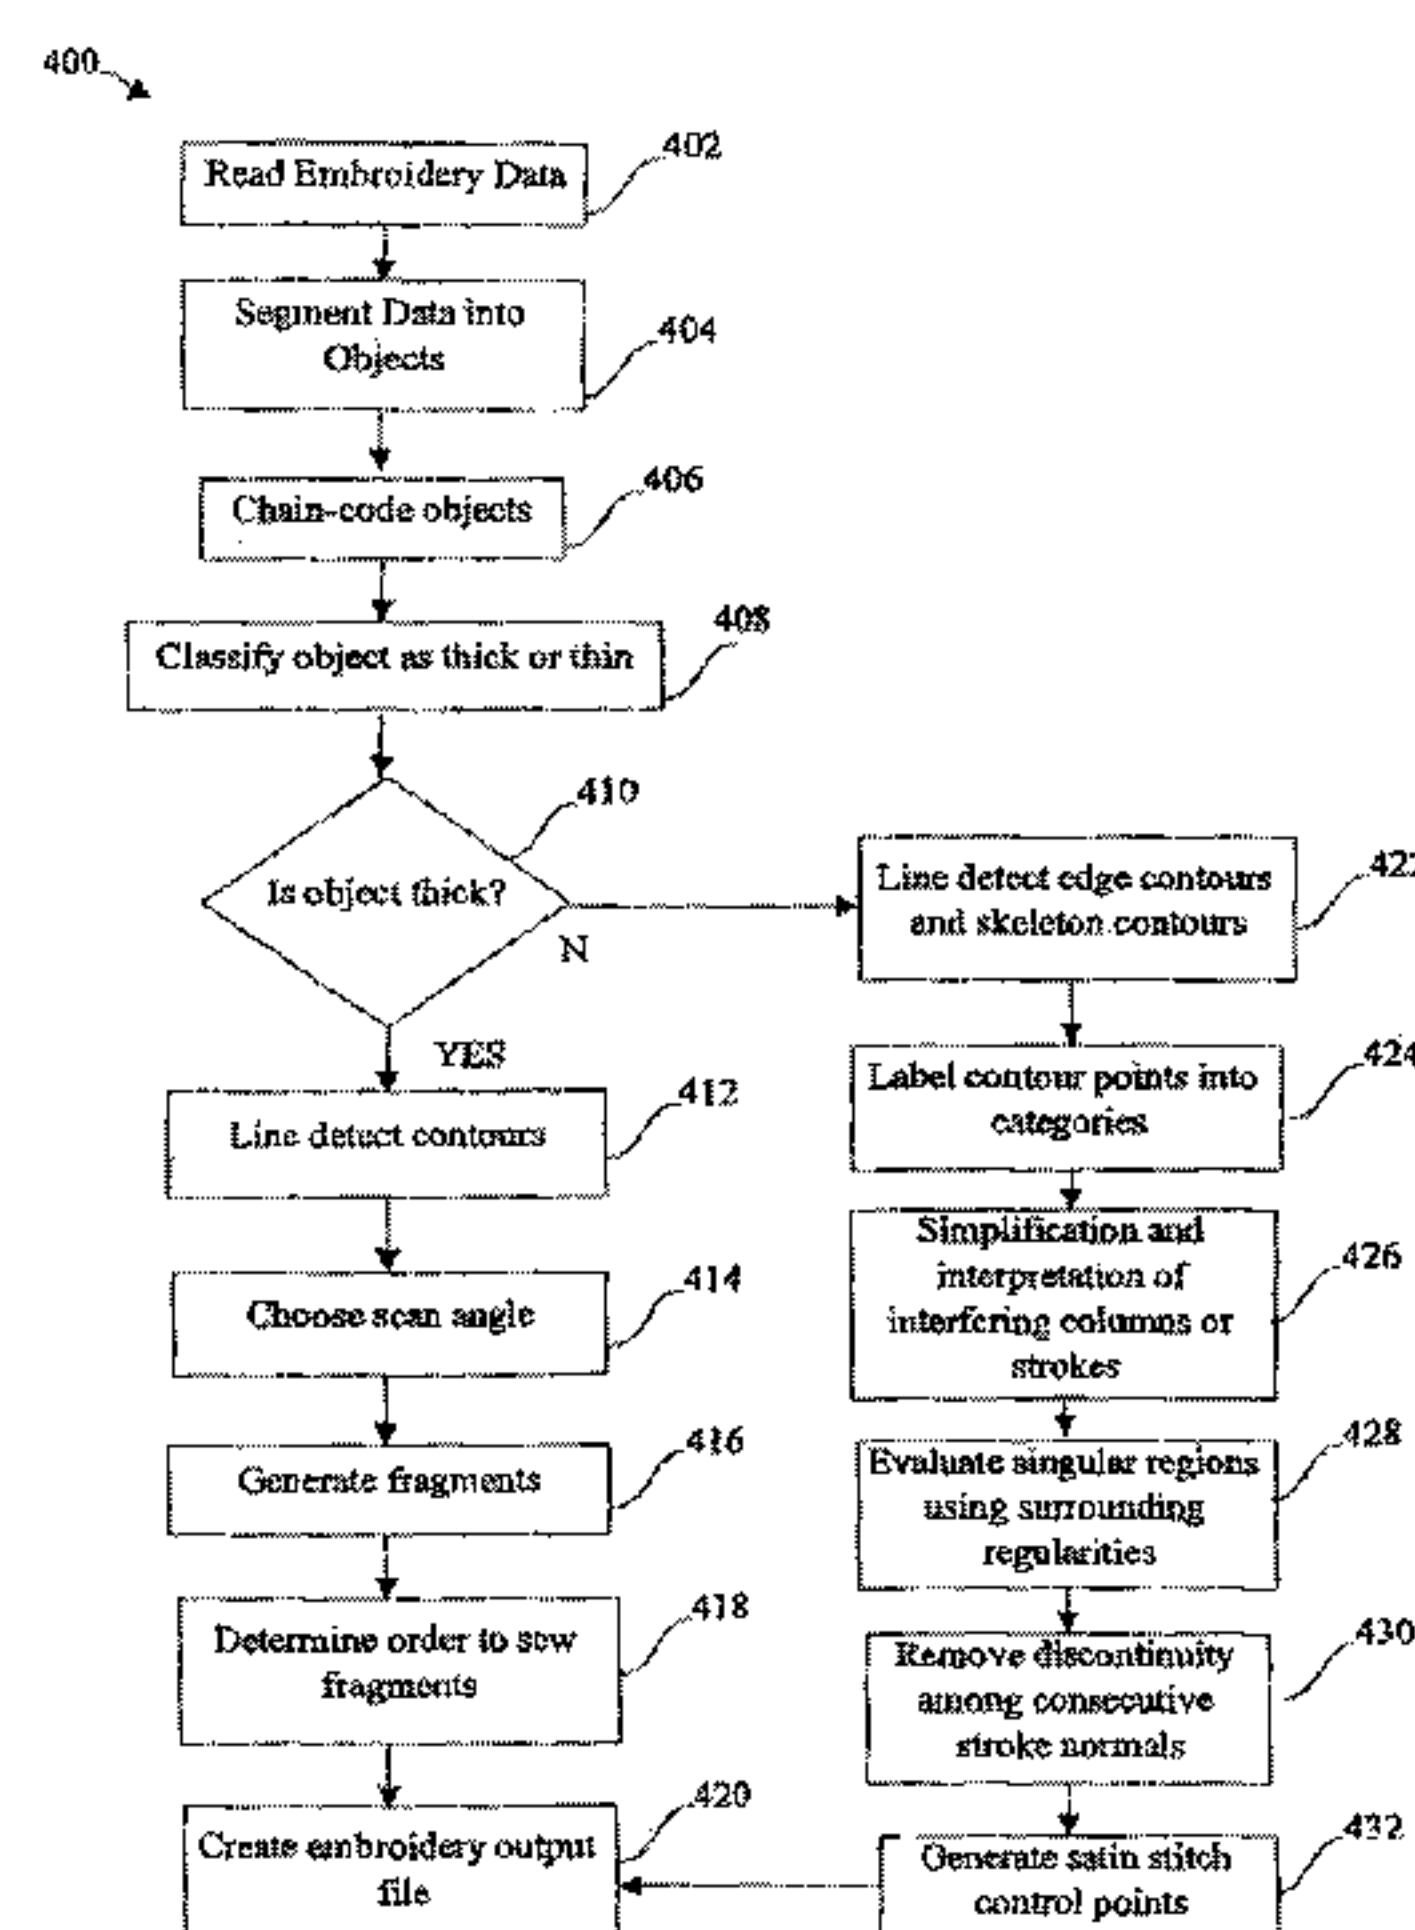 400
402
Read Embroidery Data
404
Segment Data into
Objects
406
Chain-code objects
408
Classify object as thick or thin
410
Is object thick?
N
YES
412
Line detect contours
414
Choose scan angle
416
Generate fragments
418
Determine order to sew
fragments
420
Create embroidery output
file
422
Line detect edge contours
and skeleton contours
424
Label contour points into
categories
426
Simplification and
interpretation of
interfering columns or
strokes
428
Evaluate singular regions
using surrounding
regularities
430
Remove discontinuity
among consecutive
stroke normals
432
Generate satin stitch
control points